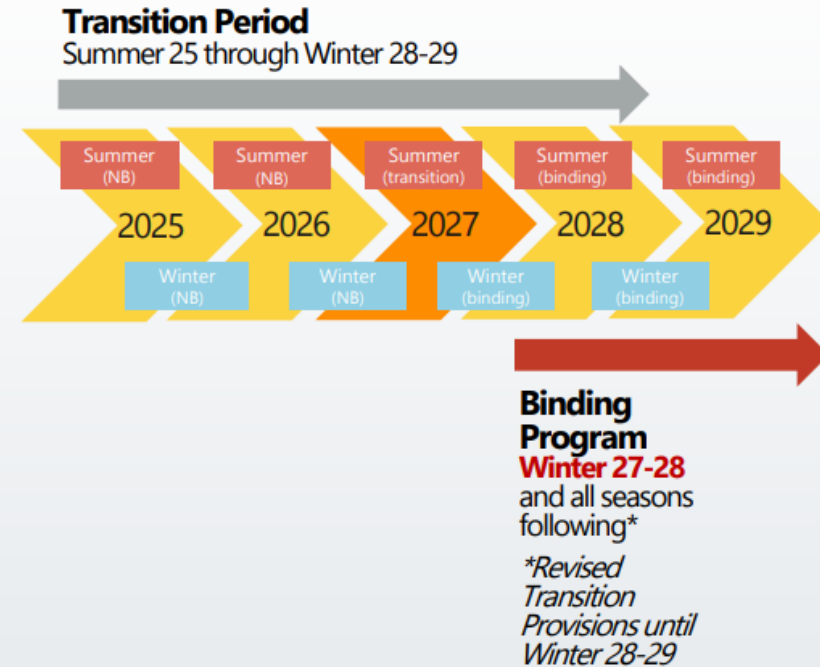 Transition Period
Summer 25 through Winter 28-29
Summer
(NB)
Summer
(NB)
Summer
(transition)
Summer
(binding)
Summer
(binding)
2025
2026
2027
2028
2029
Winter
(NB)
Winter
(NB)
Winter
(binding)
Winter
(binding)
Binding
Program
Winter 27-28
and all seasons
following*
*Revised
Transition
Provisions until
Winter 28-29